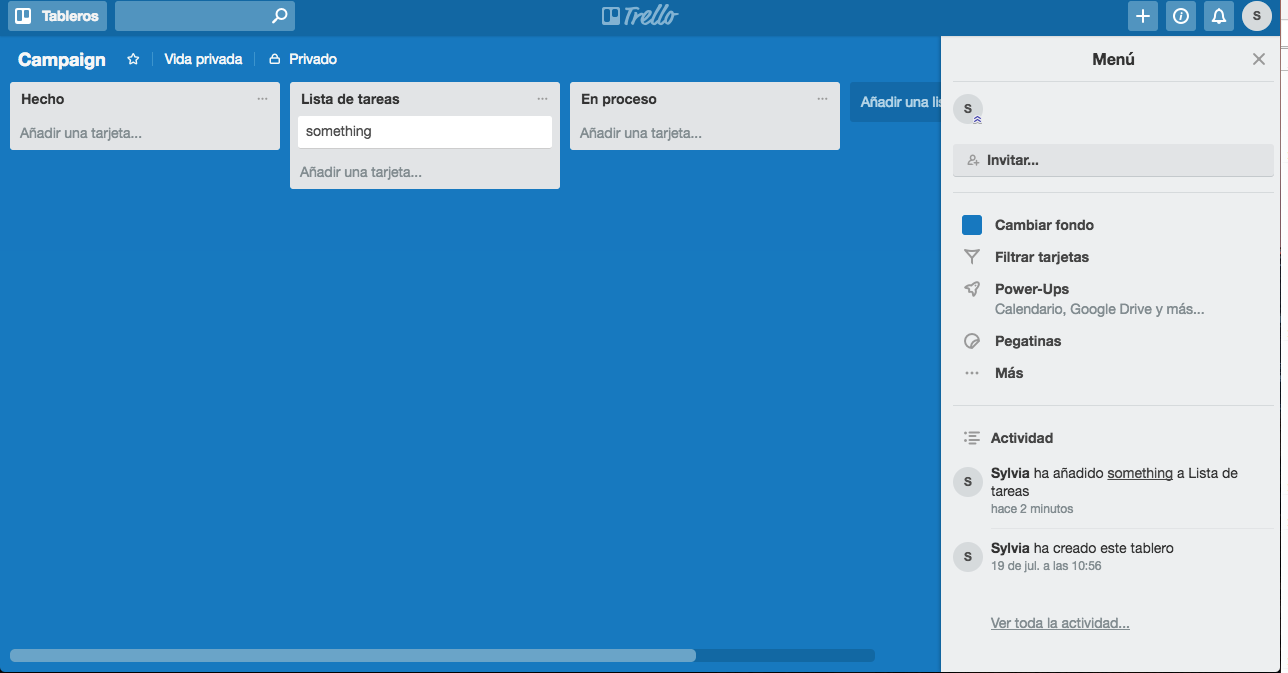 Tableros
Trello
S
Campaign
Vida privada
Privado
Hecho
Añadir una tarjeta...
Lista de tareas
something
Añadir una tarjeta...
En proceso
Añadir una tarjeta...
Añadir una lis
Menú
S
Invitar...
Cambiar fondo
Filtrar tarjetas
Power-Ups
Calendario, Google Drive y más...
Pegatinas
Más
Actividad
S
Sylvia ha añadido something a Lista de
tareas
hace 2 minutos
S
Sylvia ha creado este tablero
19 de jul. a las 10:56
Ver toda la actividad...